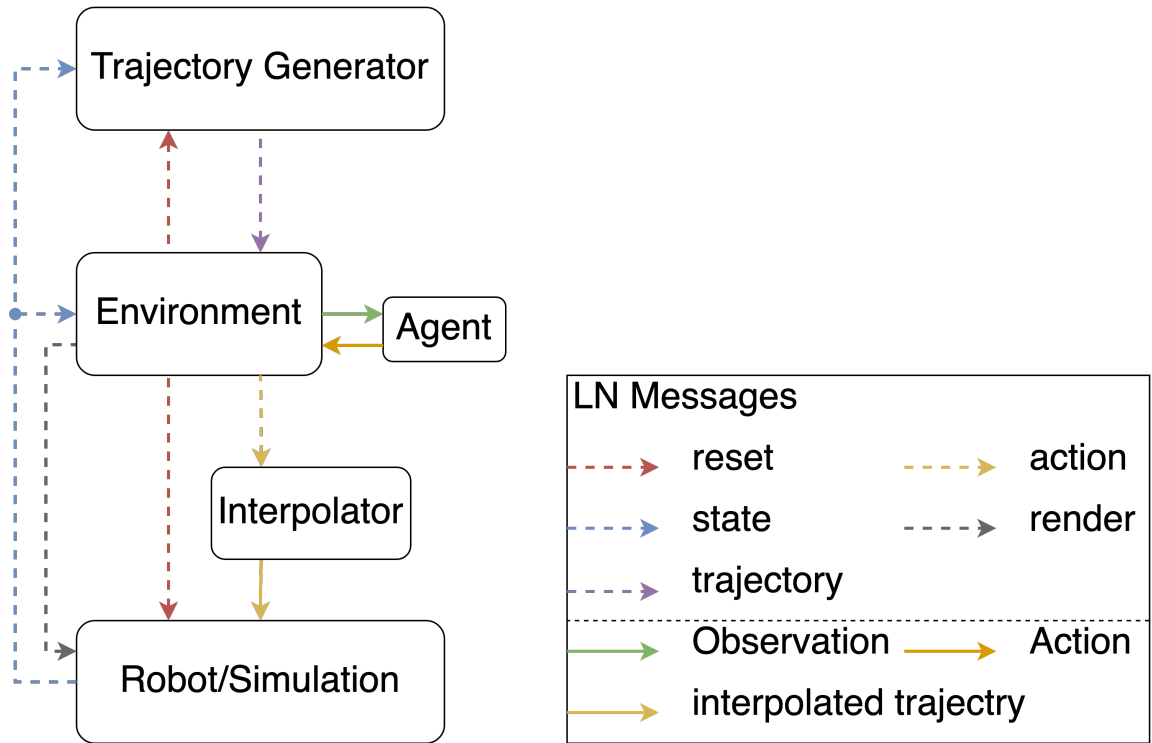 Trajectory Generator
Environment
Agent
Interpolator
Robot/Simulation
LN Messages
reset
action
state
render
trajectory
Observation
Action
interpolated trajectry